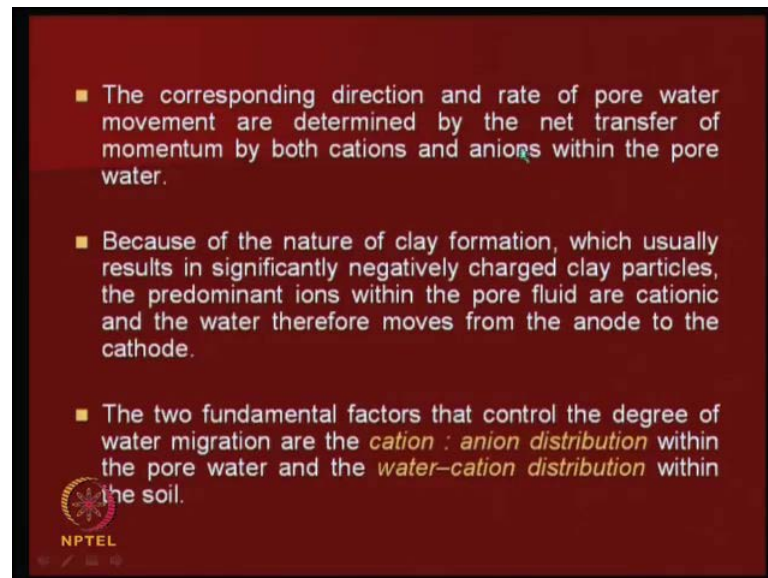 The corresponding direction and rate of pore water
movement are determined by the net transfer of
momentum by both cations and anions within the pore
water.
Because of the nature of clay formation, which usually
results in significantly negatively charged clay particles,
the predominant ions within the pore fluid are cationic
and the water therefore moves from the anode to the
cathode.
The two fundamental factors that control the degree of
water migration are the cation : anion distribution within
the pore water and the water–cation distribution within
the soil.
NPTEL